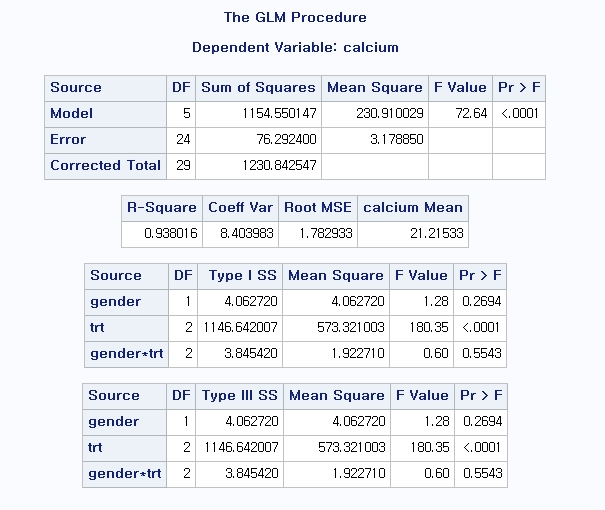 The GLM Procedure
Dependent Variable: calcium
Source DF Sum of Squares Mean Square F Value Pr > F
Model 5 1154.550147 230.910029 72.64 <.0001
Error 24 76.292400 3.178850
Corrected Total 29 1230.842547
R-Square Coeff Var Root MSE calcium Mean
0.938016 8.403983 1.782933 21.21533
Source DF Type I SS Mean Square F Value Pr > F
gender 1 4.062720 4.062720 1.28 0.2694
trt 2 1146.642007 573.321003 180.35 <.0001
gender*trt 2 3.845420 1.922710 0.60 0.5543
Source DF Type III SS Mean Square F Value Pr > F
gender 1 4.062720 4.062720 1.28 0.2694
trt 2 1146.642007 573.321003 180.35 <.0001
gender*trt 2 3.845420 1.922710 0.60 0.5543